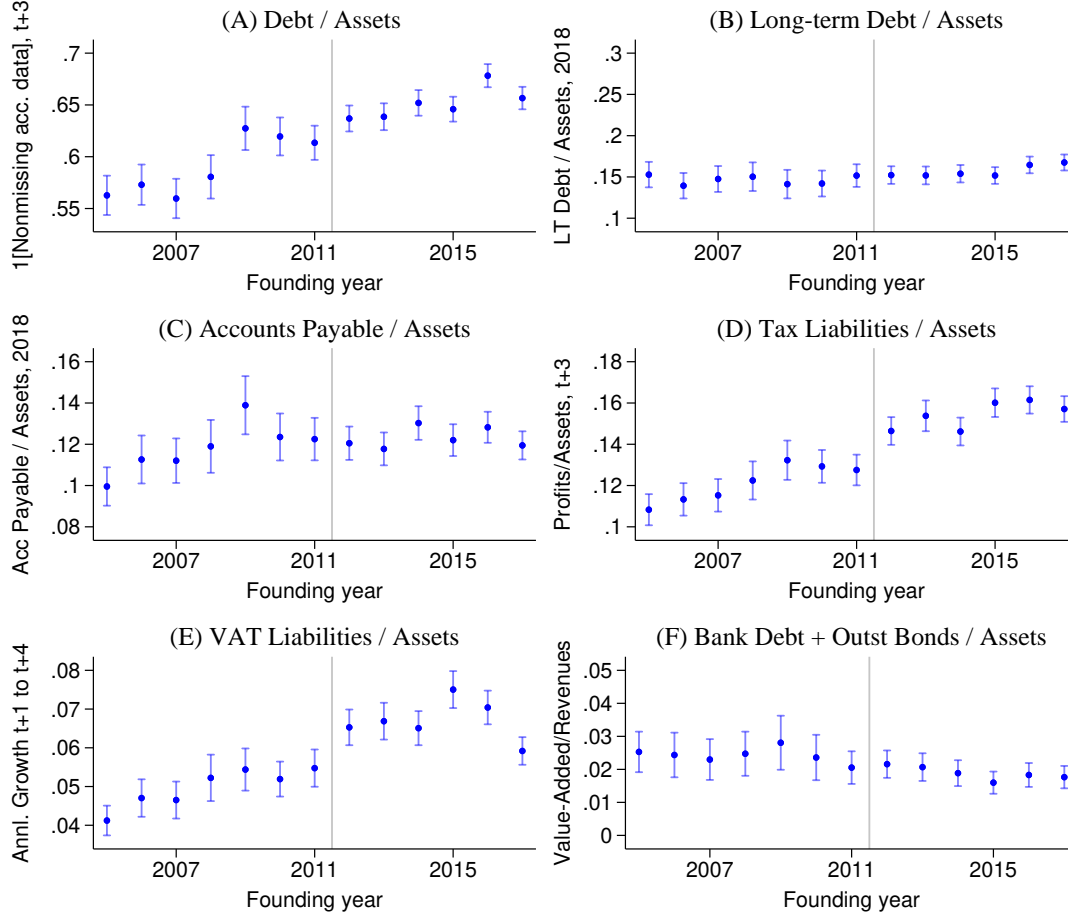 (A) Debt / Assets
1[Nonmissing acc. data], t+3
.7
.65
.6
.55
2007 2011 2015
Founding year
(B) Long-term Debt / Assets
LT Debt / Assets, 2018
.3
.2
.15
.1
2007 2011 2015
Founding year
(C) Accounts Payable / Assets
Acc Payable / Assets, 2018
.16
.14
.12
.1
.08
2007 2011 2015
Founding year
(D) Tax Liabilities / Assets
Profits/Assets, t+3
.16
.16
.12
.1
2007 2011 2015
Founding year
(E) VAT Liabilities / Assets
Annl. Growth t+1 to t+4
.08
.07
.06
.05
.04
2007 2011 2015
Founding year
(F) Bank Debt + Outst Bonds / Assets
Value-Added/Revenues
.05
.04
.03
.02
.01
0
2007 2011 2015
Founding year